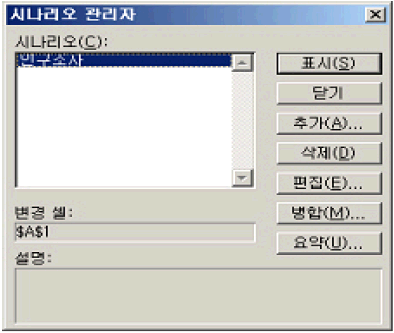 시나리오 관리자
시나리오(C):
인구조사
표시(S)
닫기
추가(A)...
삭제(D)
편집(E)...
병합(M)...
요약(U)...
변경 셀:
$A$1
설명: